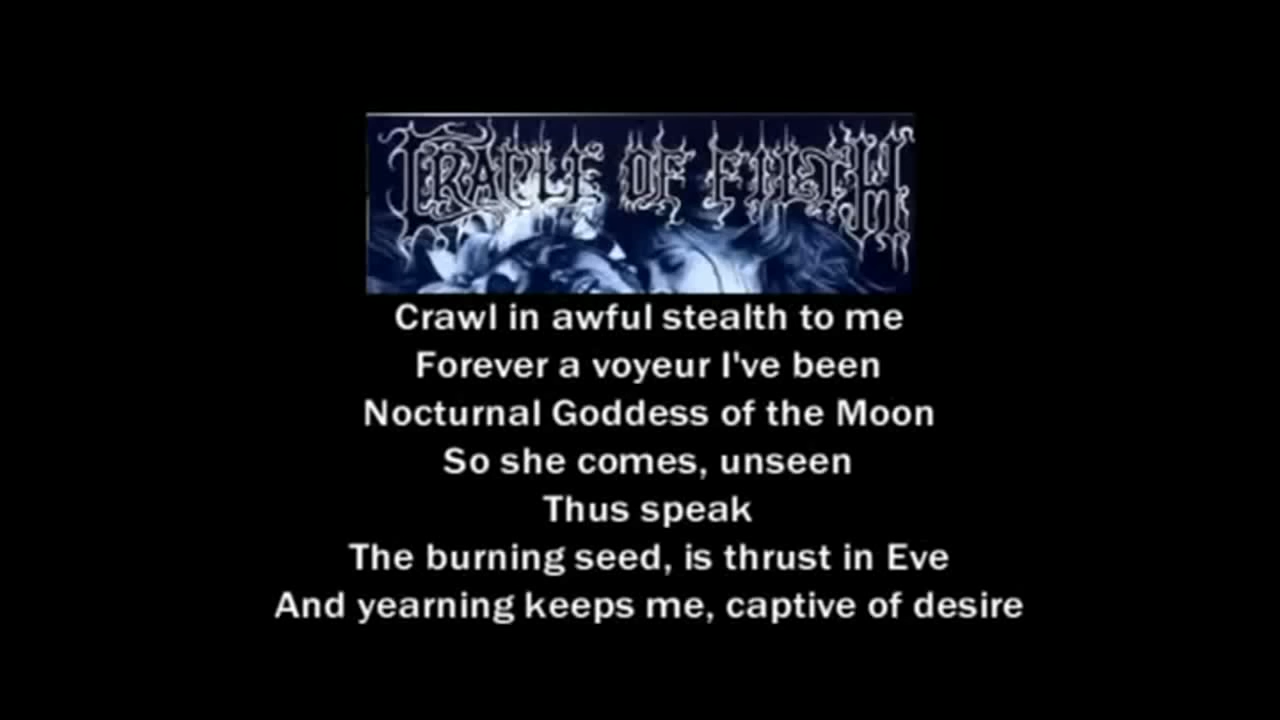 CRADLE OF FILTH
Crawl in awful stealth to me
Forever a voyeur I've been
Nocturnal Goddess of the Moon
So she comes, unseen
Thus speak
The burning seed, is thrust in Eve
And yearning keeps me, captive of desire